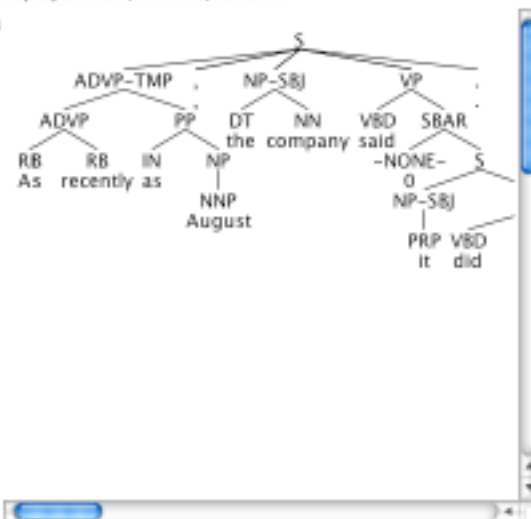 S
ADVP-TMP , NP-SBJ VP .
ADVP PP , DT NN VBD SBAR .
the company said
RB RB IN NP -NONE- S
As recently as 0
NNP NP-SBJ
August
PRP VBD
it did